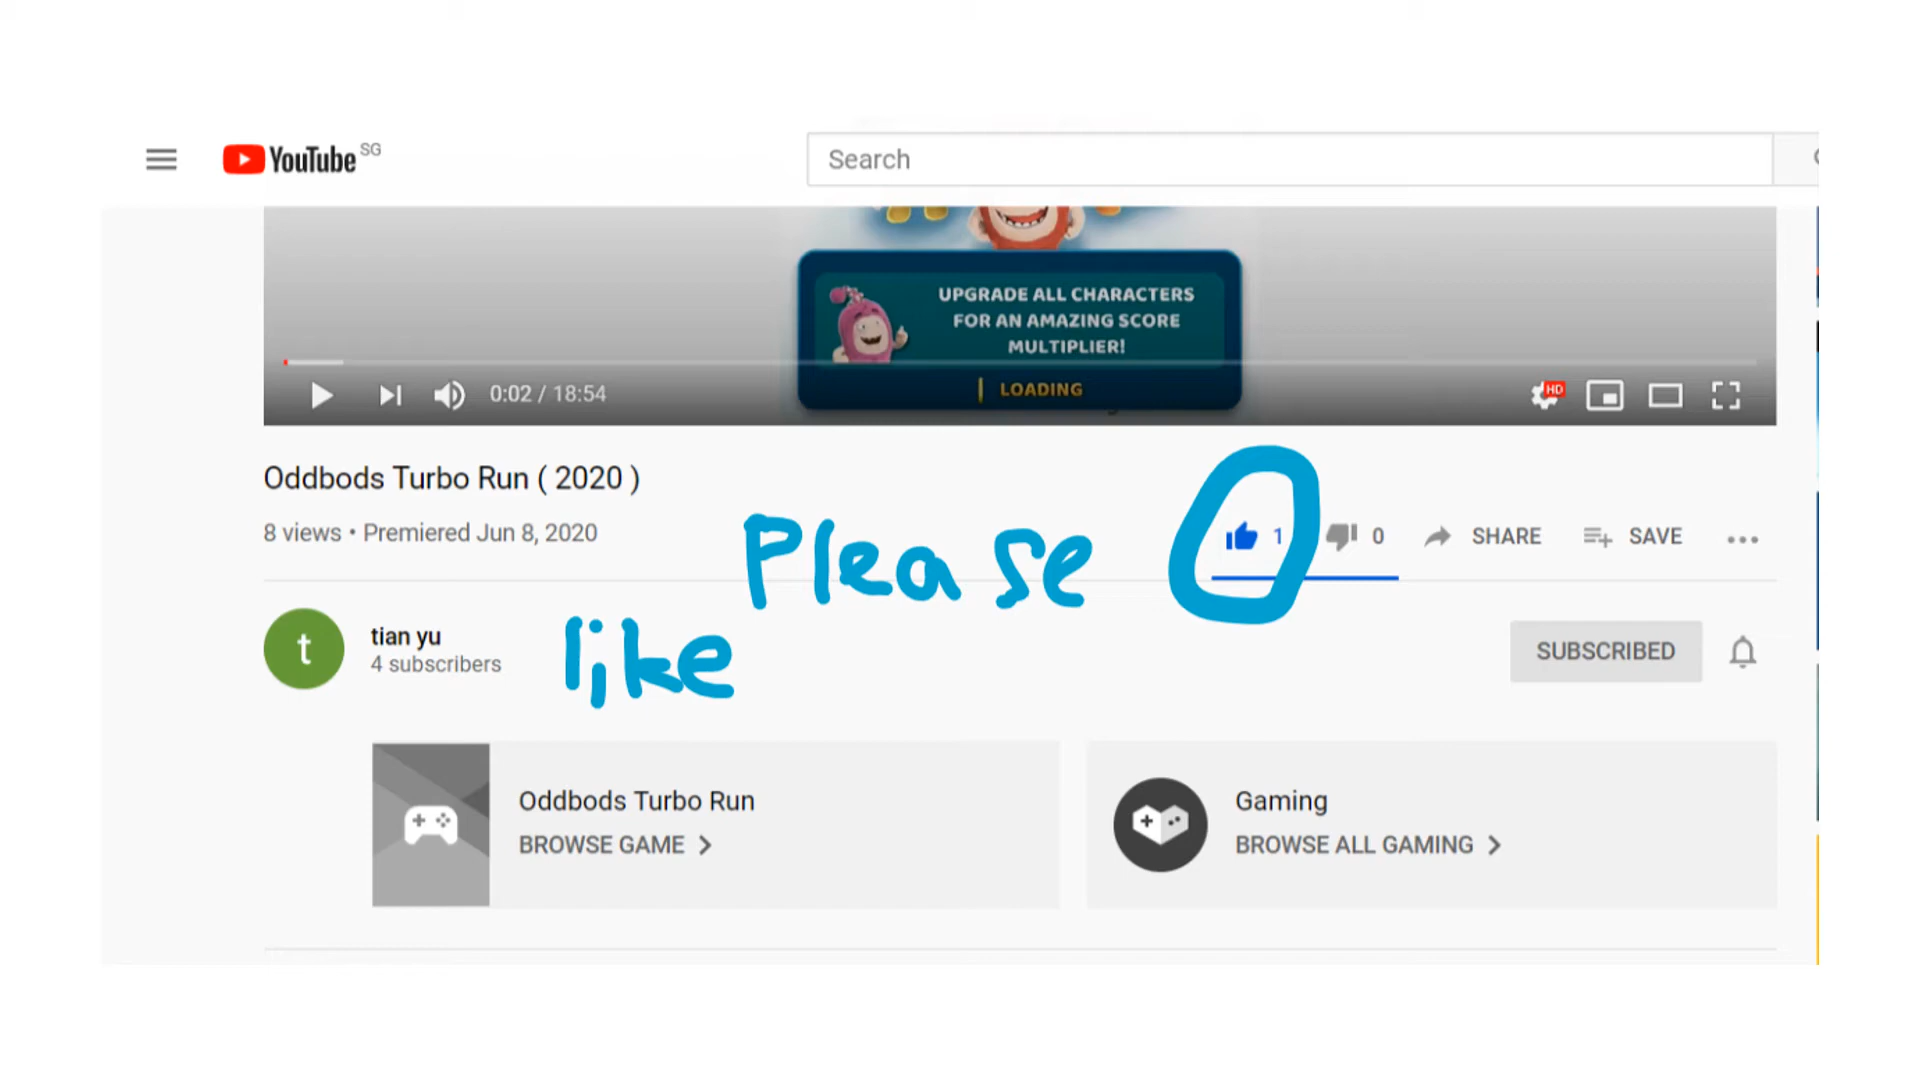 YouTube SG
Search
UPGRADE ALL CHARACTERS
FOR AN AMAZING SCORE
MULTIPLIER!
LOADING
0:02 / 18:54
HD
Oddbods Turbo Run ( 2020 )
8 views • Premiered Jun 8, 2020
Please
1
0
SHARE
SAVE
t
tian yu
4 subscribers
like
SUBSCRIBED
Oddbods Turbo Run
BROWSE GAME
Gaming
BROWSE ALL GAMING